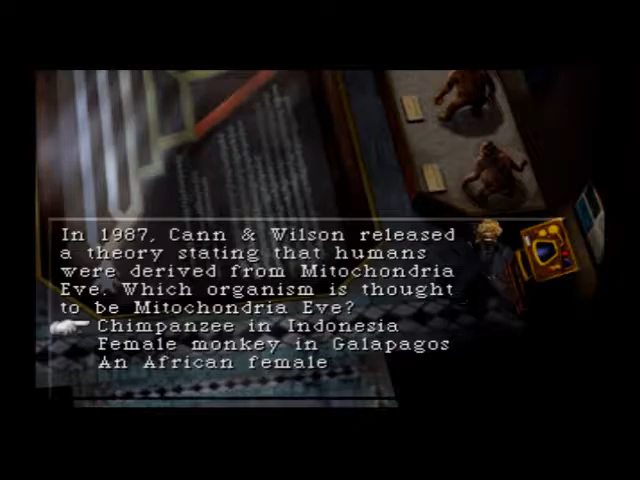 In 1987, Cann & Wilson released
a theory stating that humans
were derived from Mitochondria
Eve. Which organism is thought
to be Mitochondria Eve?
Chimpanzee in Indonesia
Female monkey in Galapagos
An African female